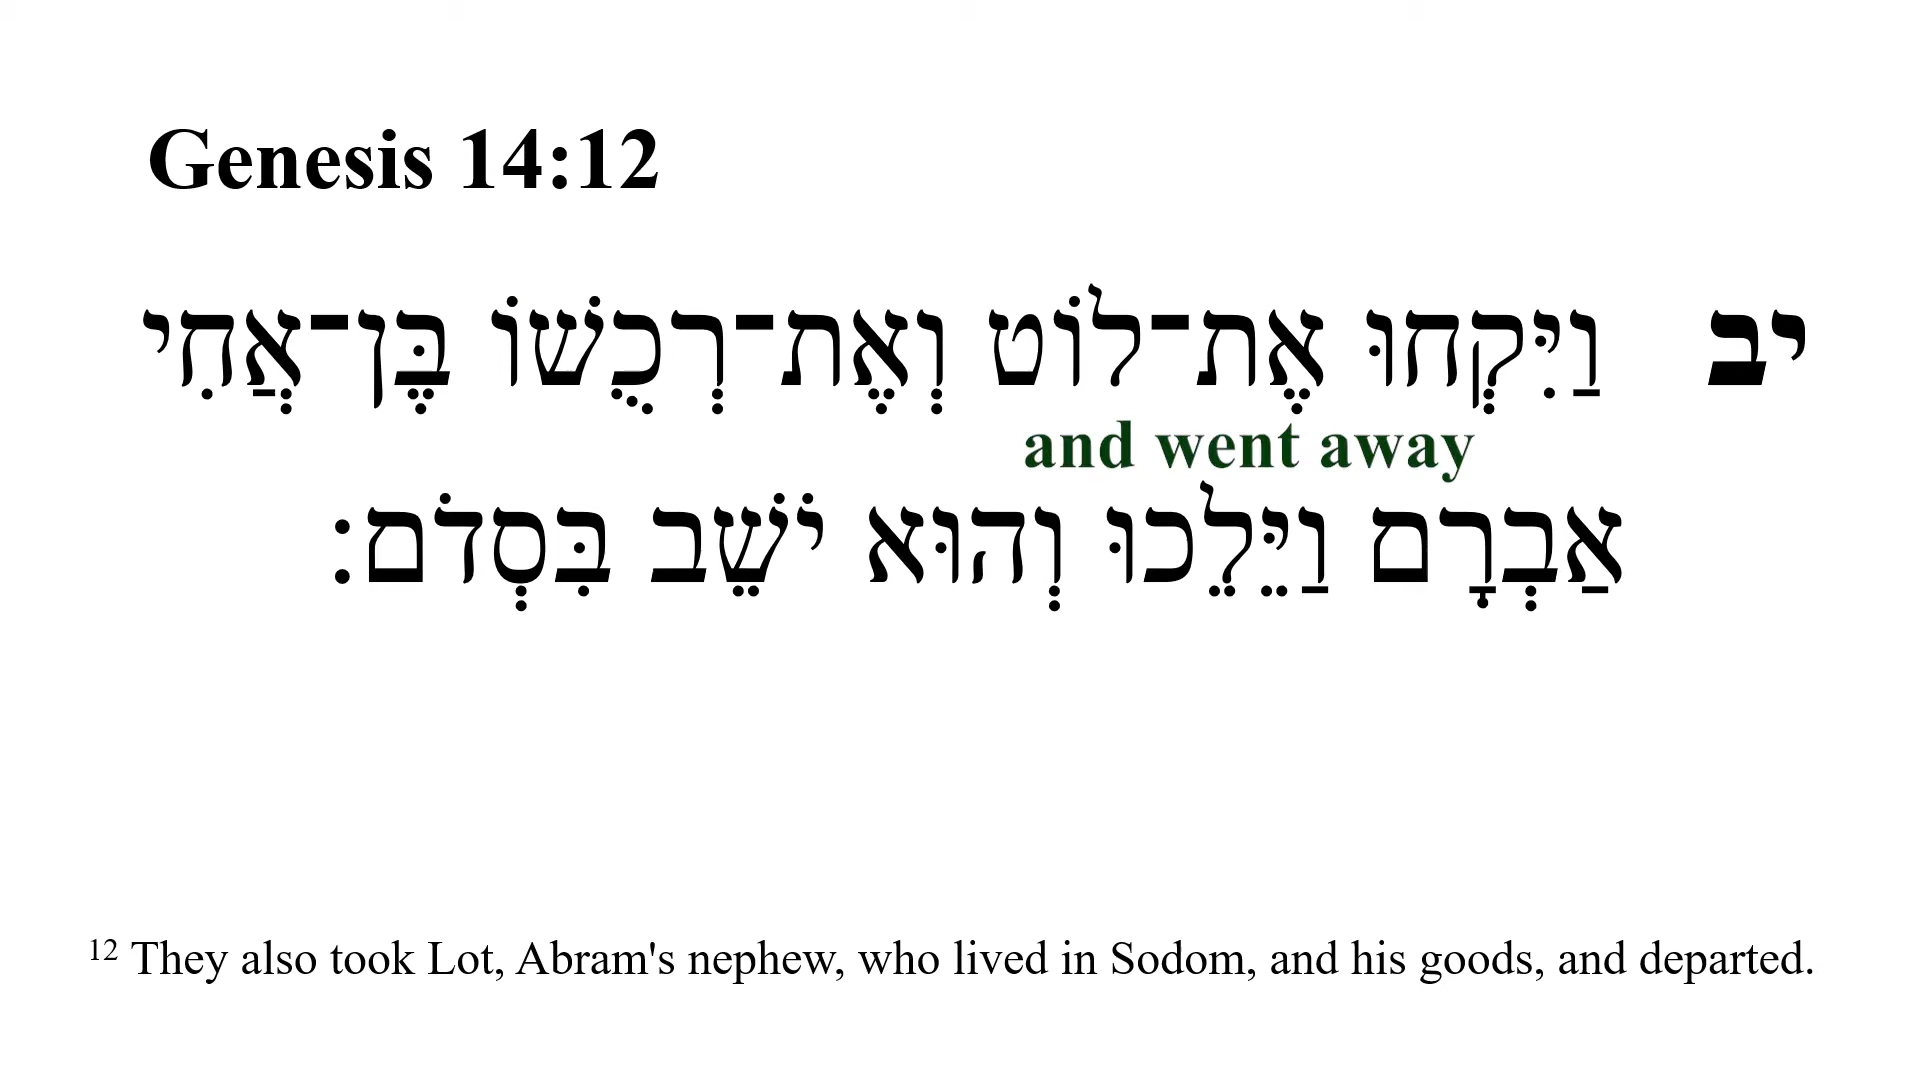 Genesis 14:12
יב וַיִּקְחוּ אֶת־לוֹט וְאֶת־רְכֻשׁוֹ בֶּן־אֲחִי
and went away
אַבְרָם וַיֵּלֵכוּ וְהוּא יֹשֵׁב בִּסְדֹם׃
12 They also took Lot, Abram's nephew, who lived in Sodom, and his goods, and departed.